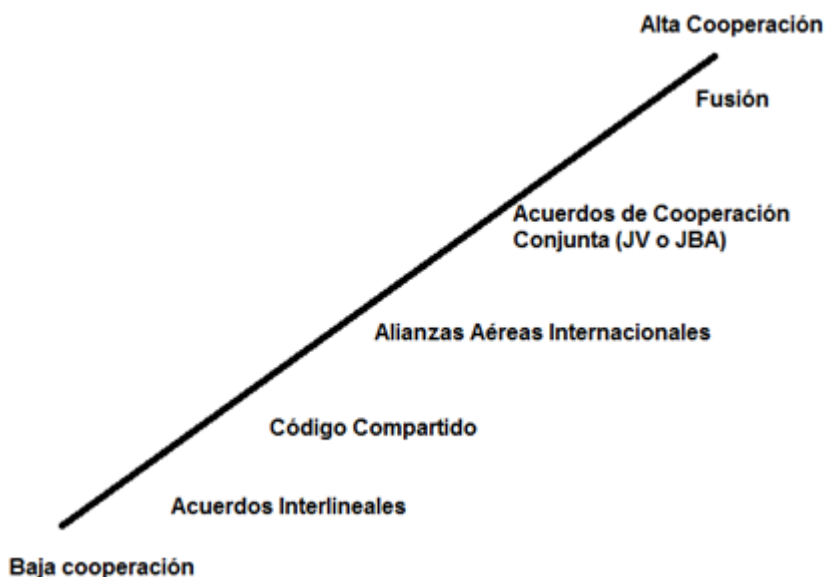 Alta Cooperación
Fusión
Acuerdos de Cooperación
Conjunta (JV o JBA)
Alianzas Aéreas Internacionales
Código Compartido
Acuerdos Interlineales
Baja cooperación